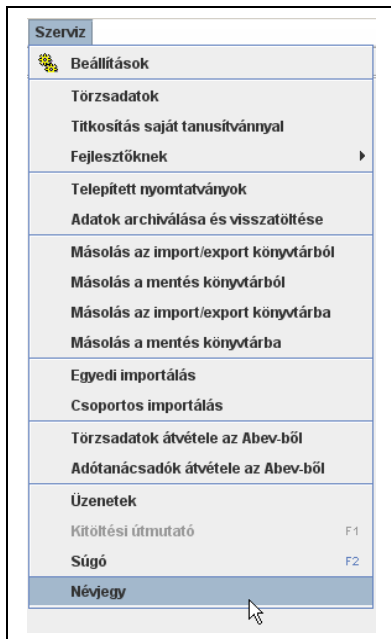 Szerviz
Beállítások
Törzsadatok
Titkosítás saját tanusítvánnyal
Fejlesztőknek
Telepített nyomtatványok
Adatok archiválása és visszatöltése
Másolás az import/export könyvtárból
Másolás a mentés könyvtárból
Másolás az import/export könyvtárba
Másolás a mentés könyvtárba
Egyedi importálás
Csoportos importálás
Törzsadatok átvétele az Abev-ből
Adótanácsadók átvétele az Abev-ből
Üzenetek
Kitöltési útmutató F1
Súgó F2
Névjegy